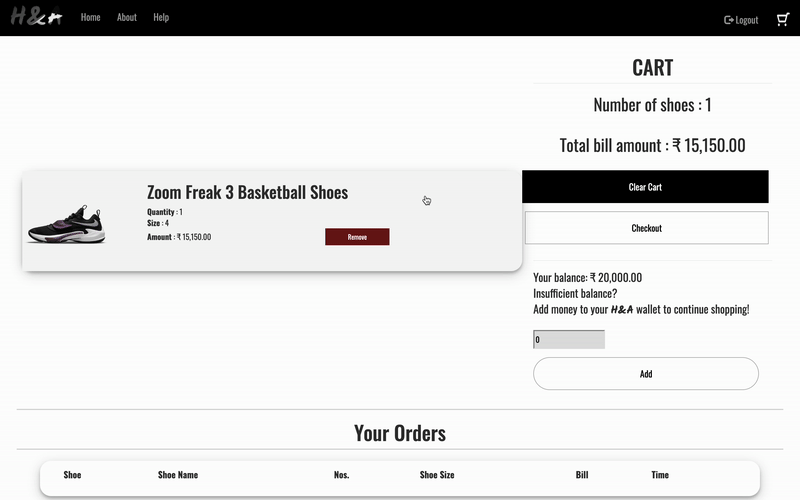 H&A Home About Help Logout
CART
Number of shoes : 1
Total bill amount : ₹ 15,150.00
Zoom Freak 3 Basketball Shoes
Quantity : 1
Size : 4
Amount : ₹ 15,150.00
Remove
Clear Cart
Checkout
Your balance: ₹ 20,000.00
Insufficient balance?
Add money to your H&A wallet to continue shopping!
0
Add
Your Orders
Shoe Shoe Name Nos. Shoe Size Bill Time